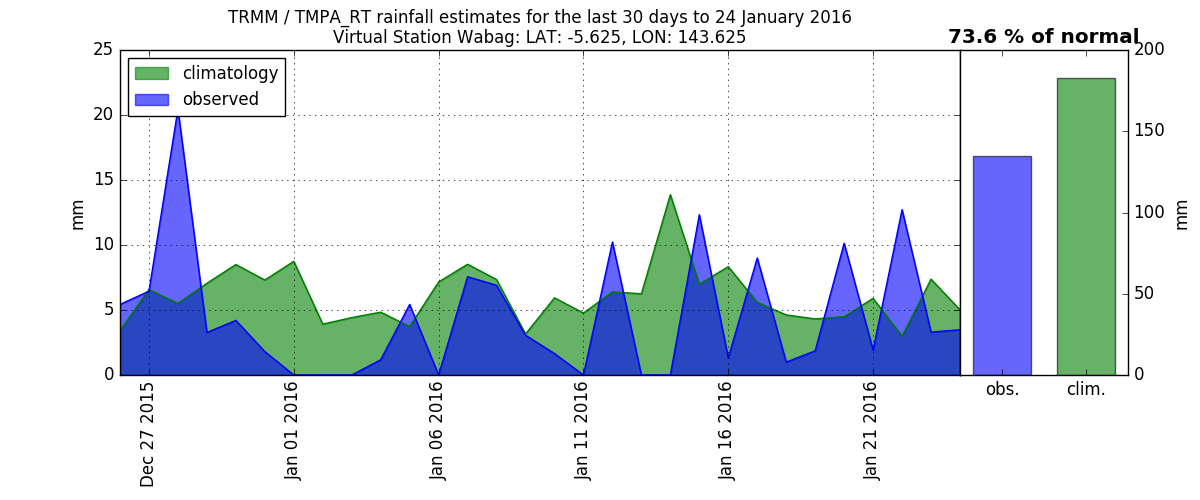 TRMM / TMPA_RT rainfall estimates for the last 30 days to 24 January 2016
Virtual Station Wabag: LAT: -5.625, LON: 143.625
73.6 % of normal
climatology
observed
25
20
15
10
5
0
mm
Dec 27 2015
Jan 01 2016
Jan 06 2016
Jan 11 2016
Jan 16 2016
Jan 21 2016
200
150
100
50
0
mm
obs.
clim.